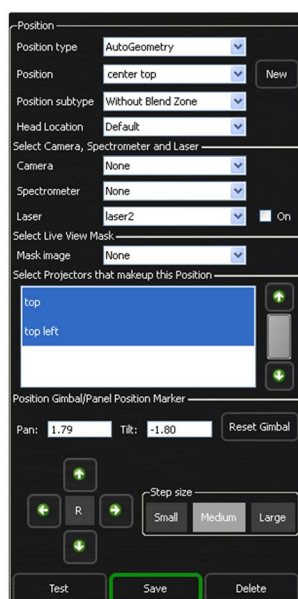 Position
Position type AutoGeometry
Position center top New
Position subtype Without Blend Zone
Head Location Default
Select Camera, Spectrometer and Laser
Camera None
Spectrometer None
Laser laser2 On
Select Live View Mask
Mask image None
Select Projectors that makeup this Position
top
top left
Position Gimbal/Panel Position Marker
Pan: 1.79 Tilt: -1.80 Reset Gimbal
Step size
R Small Medium Large
Test Save Delete